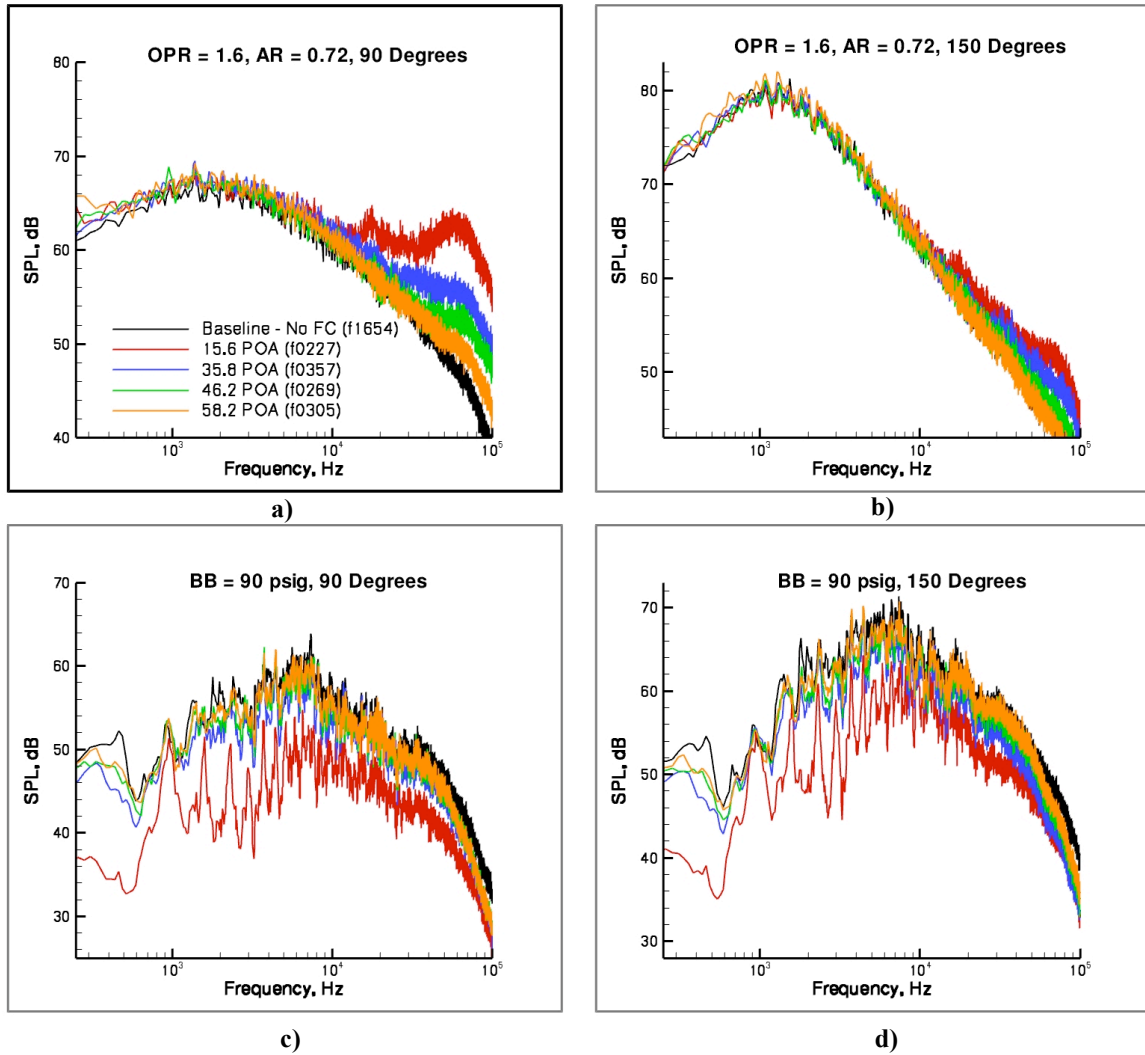 OPR = 1.6, AR = 0.72, 90 Degrees
80
70
60
50
40
SPL, dB
Baseline - No FC (f1654)
15.6 POA (f0227)
35.8 POA (f0357)
46.2 POA (f0269)
58.2 POA (f0305)
10³
10⁴
10⁵
Frequency, Hz
a)
OPR = 1.6, AR = 0.72, 150 Degrees
80
70
60
50
SPL, dB
10³
10⁴
10⁵
Frequency, Hz
b)
BB = 90 psig, 90 Degrees
70
60
50
40
30
SPL, dB
10³
10⁴
10⁵
Frequency, Hz
c)
BB = 90 psig, 150 Degrees
70
60
50
40
30
SPL, dB
10³
10⁴
10⁵
Frequency, Hz
d)